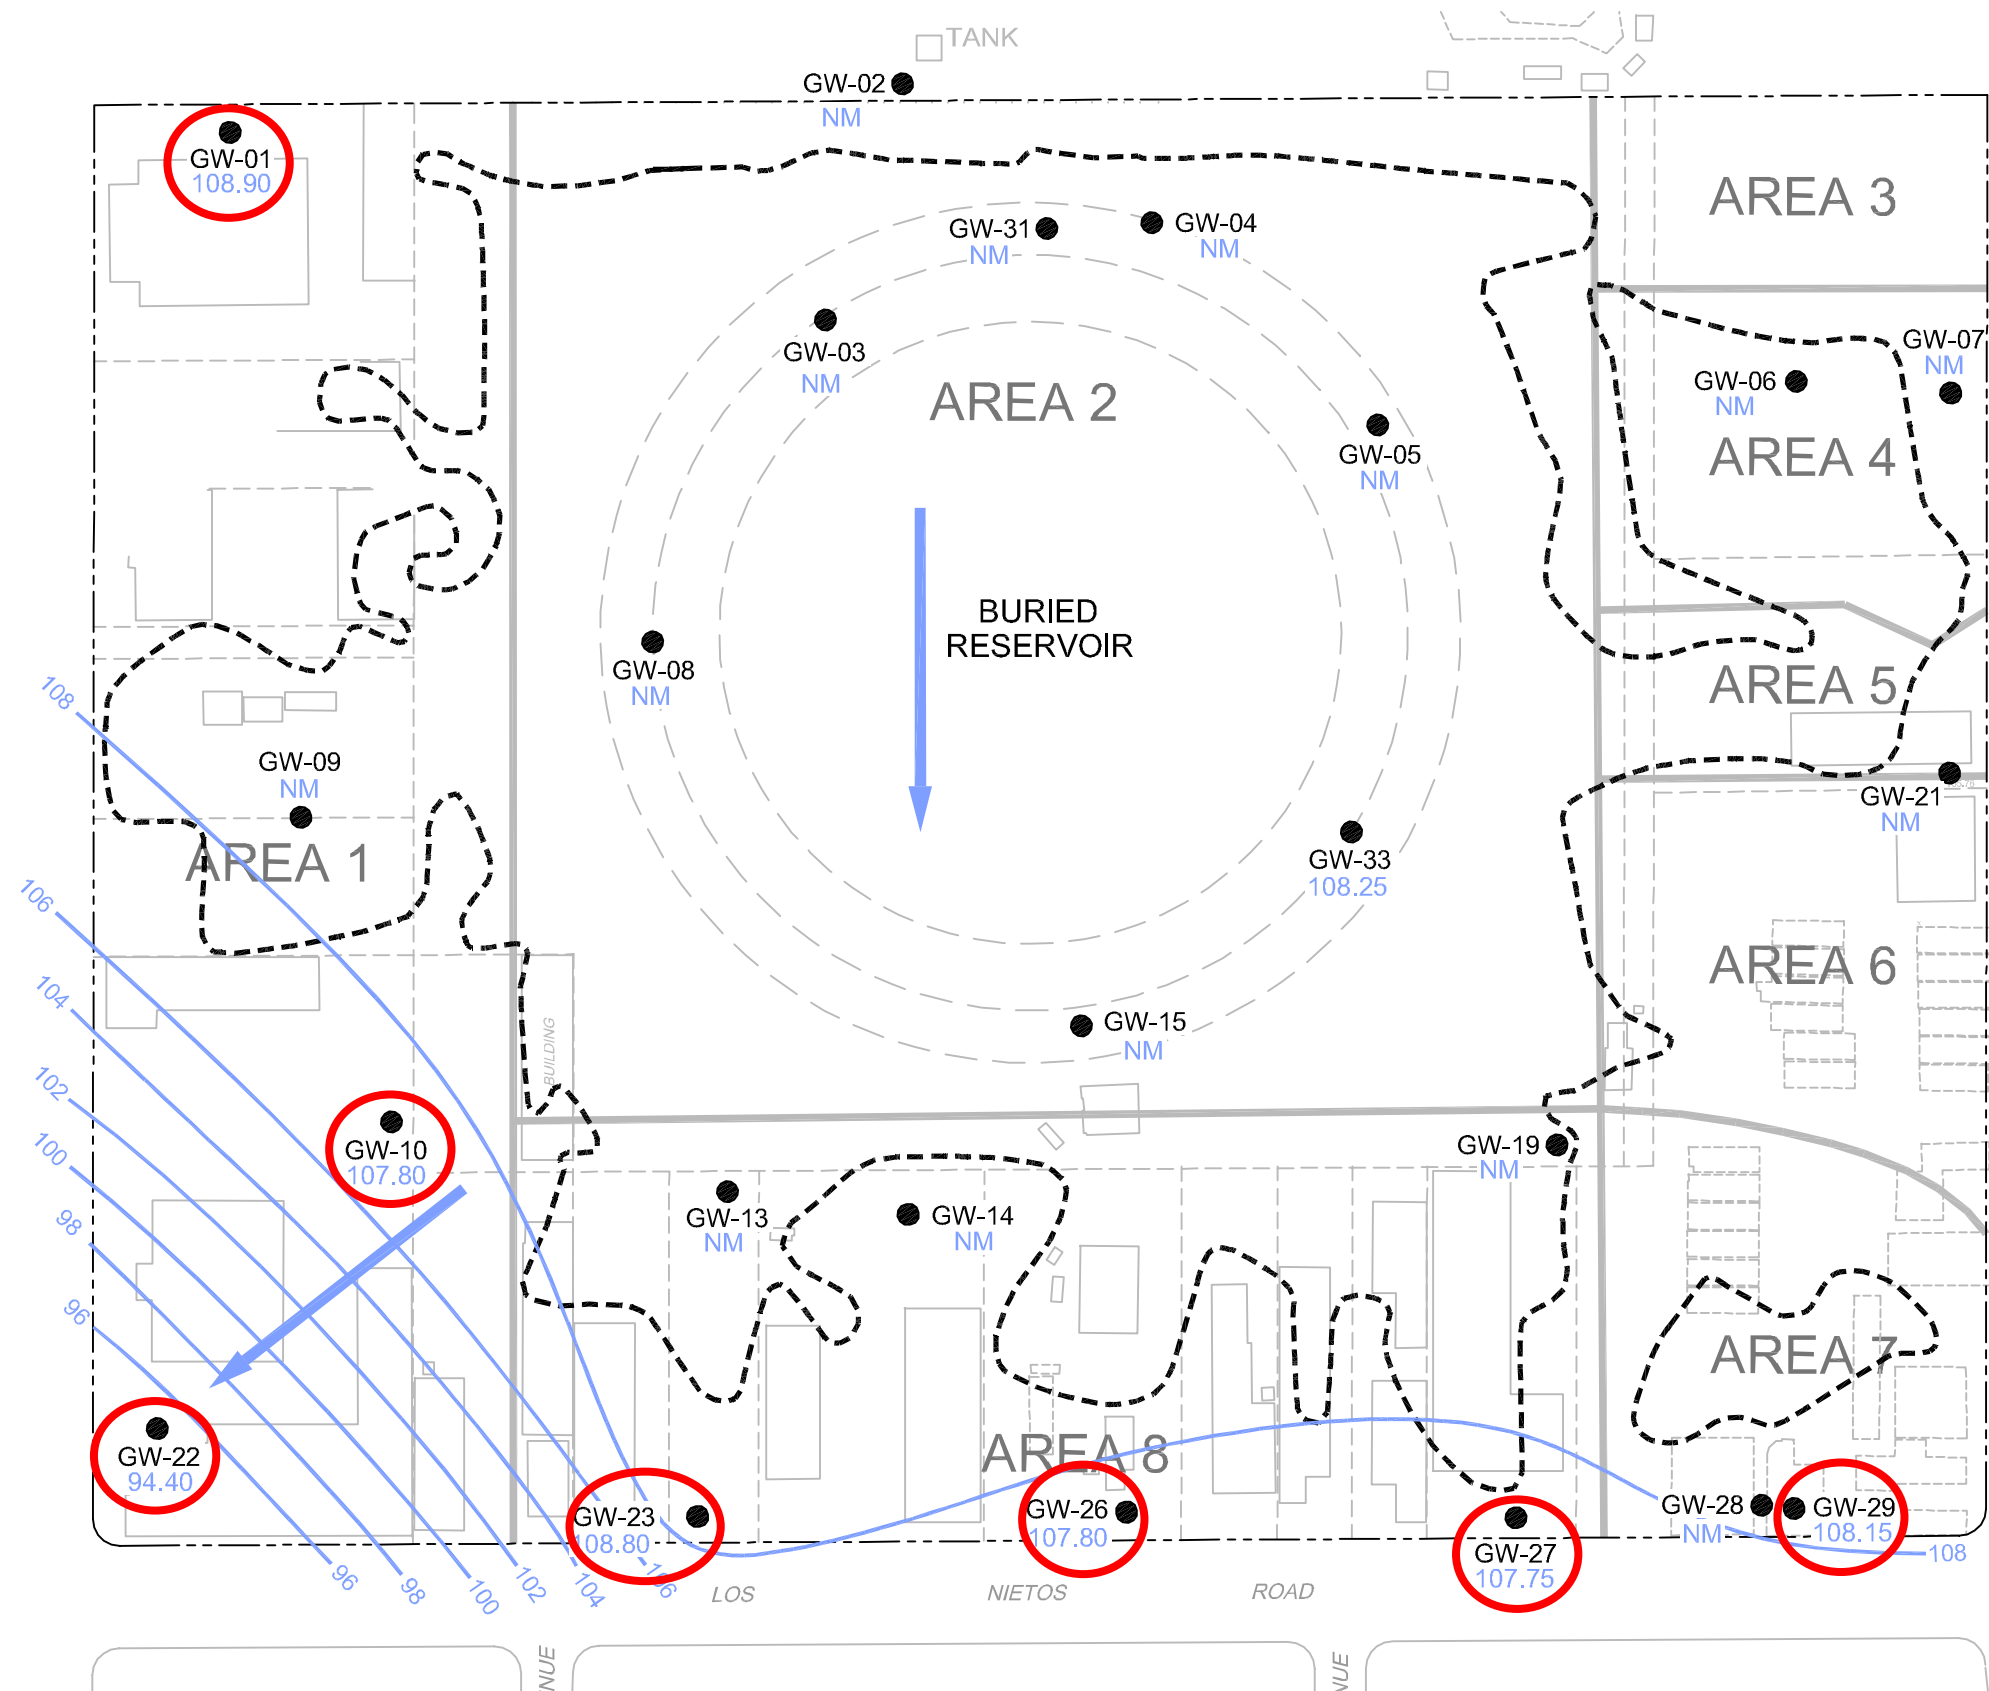 TANK
GW-02
NM
GW-01
108.90
AREA 3
GW-31
NM
GW-04
NM
GW-03
NM
AREA 2
GW-07
NM
GW-06
NM
AREA 4
GW-05
NM
BURIED
RESERVOIR
GW-08
NM
AREA 5
108
GW-09
NM
GW-21
NM
AREA 1
GW-33
108.25
106
AREA 6
104
GW-15
NM
BUILDING
102
GW-10
107.80
100
GW-19
NM
GW-13
NM
GW-14
NM
98
96
AREA 7
GW-22
94.40
AREA 8
GW-23
108.80
GW-26
107.80
GW-28
NM
GW-29
108.15
GW-27
107.75
108
96
98
100
102
104
106
LOS NIETOS ROAD
NUE
NUE